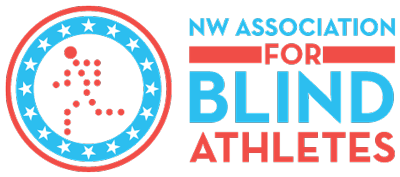 NW ASSOCIATION
FOR
BLIND
ATHLETES